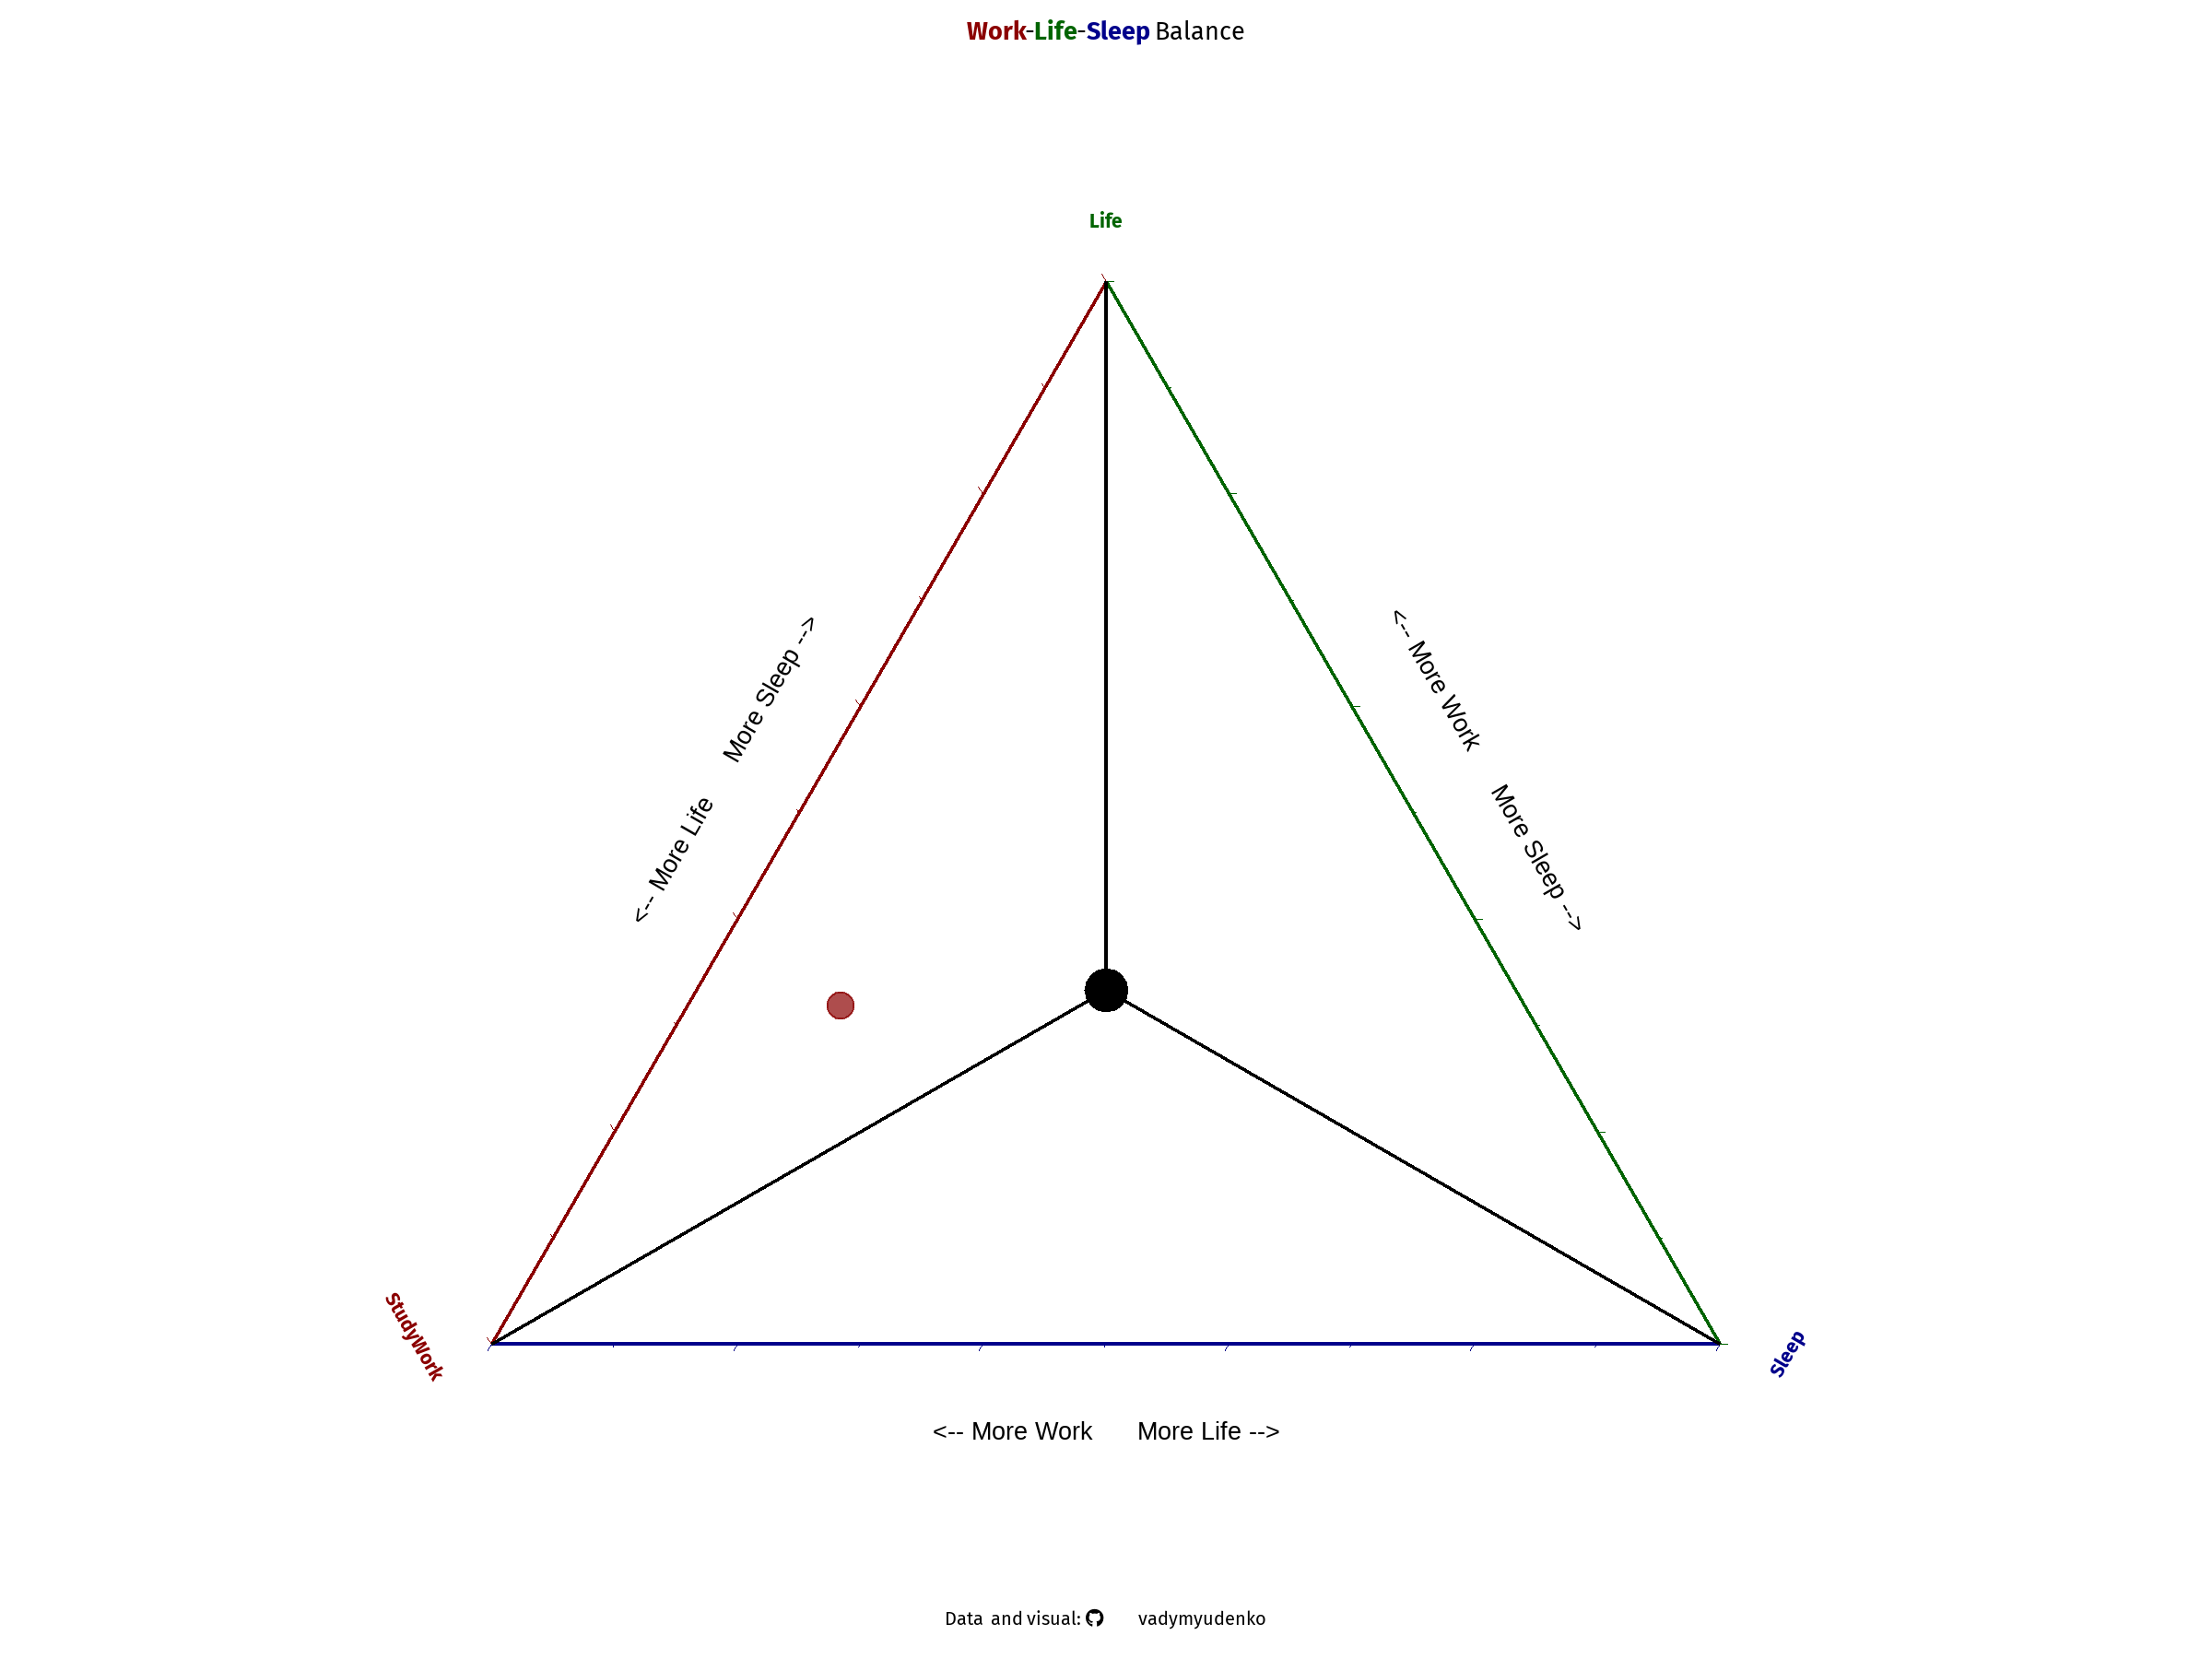 Work-Life-Sleep Balance
Life
<-- More Life More Sleep -->
<-- More Work More Sleep -->
StudyWork
Sleep
<-- More Work More Life -->
Data and visual: vadymyudenko